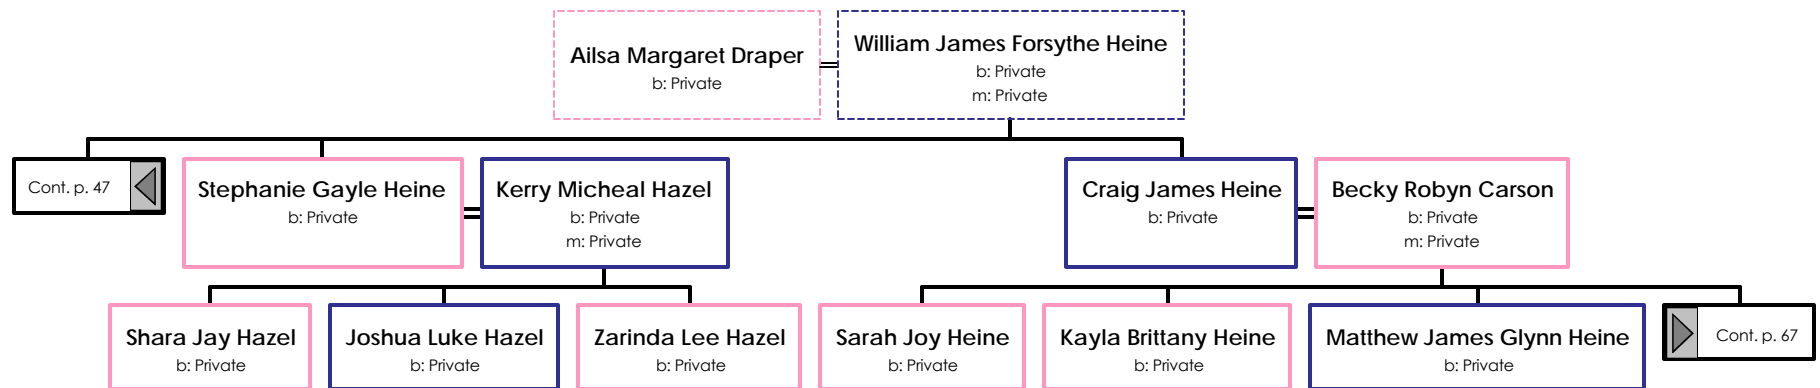 Ailsa Margaret Draper
b: Private
William James Forsythe Heine
b: Private
m: Private
Cont. p. 47
Stephanie Gayle Heine
b: Private
Kerry Micheal Hazel
b: Private
m: Private
Craig James Heine
b: Private
Becky Robyn Carson
b: Private
m: Private
Shara Jay Hazel
b: Private
Joshua Luke Hazel
b: Private
Zarinda Lee Hazel
b: Private
Sarah Joy Heine
b: Private
Kayla Brittany Heine
b: Private
Matthew James Glynn Heine
b: Private
Cont. p. 67